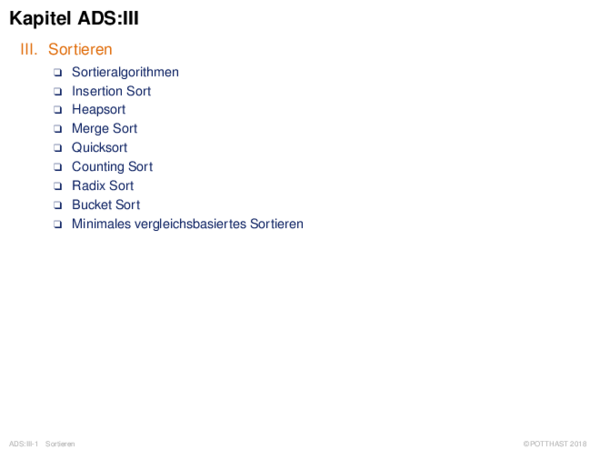 Kapitel ADS:III
III. Sortieren
❑ Sortieralgorithmen
❑ Insertion Sort
❑ Heapsort
❑ Merge Sort
❑ Quicksort
❑ Counting Sort
❑ Radix Sort
❑ Bucket Sort
❑ Minimales vergleichsbasiertes Sortieren
ADS:III-1 Sortieren © POTTHAST 2018